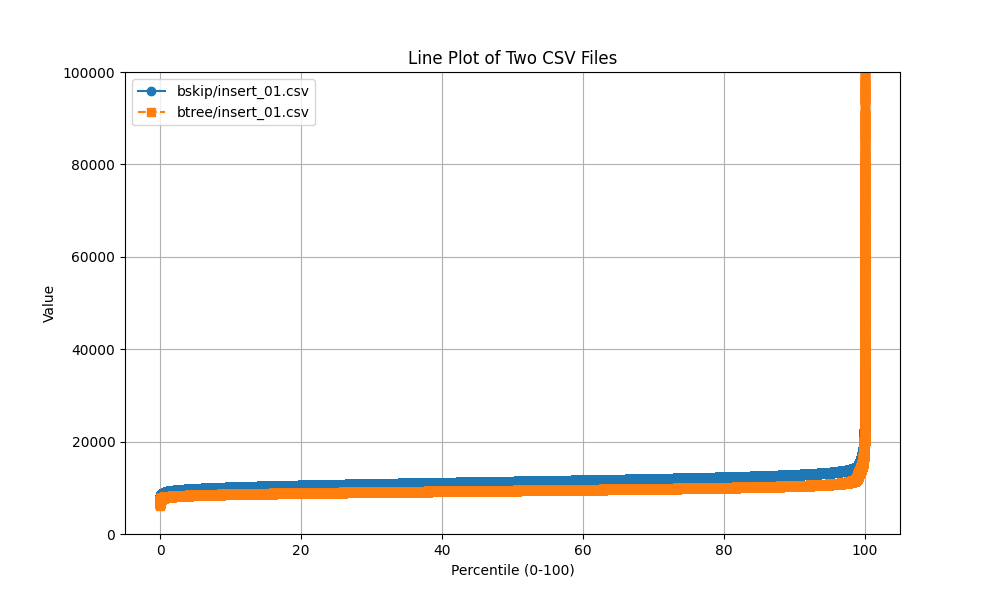 Line Plot of Two CSV Files
bskip/insert_01.csv
btree/insert_01.csv
100000
80000
60000
40000
20000
0
Value
0 20 40 60 80 100
Percentile (0-100)